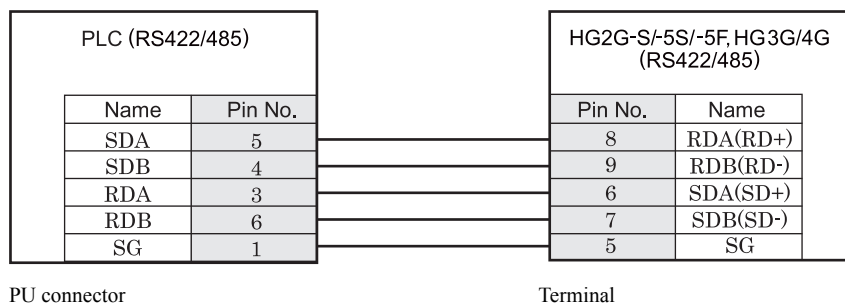 PLC (RS422/485)
HG2G-S/-5S/-5F, HG3G/4G
(RS422/485)
Name Pin No. Pin No. Name
SDA 5 8 RDA(RD+)
SDB 4 9 RDB(RD-)
RDA 3 6 SDA(SD+)
RDB 6 7 SDB(SD-)
SG 1 5 SG
PU connector Terminal